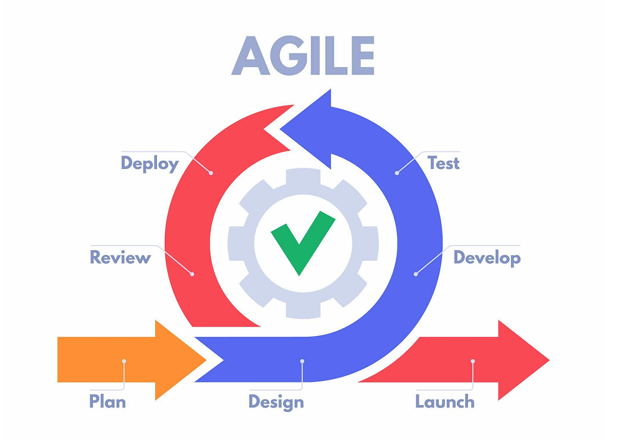 AGILE
Deploy
Test
Review
Develop
Plan
Design
Launch